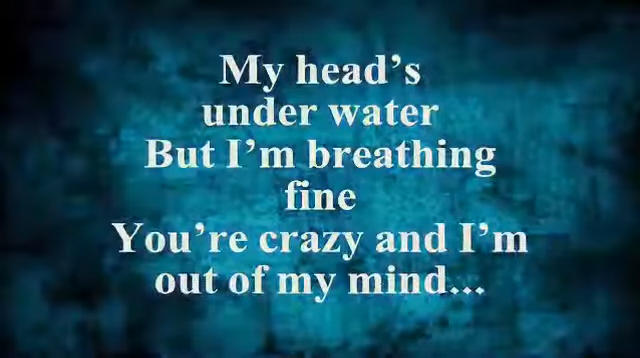 My head’s
under water
But I’m breathing
fine
You’re crazy and I’m
out of my mind...